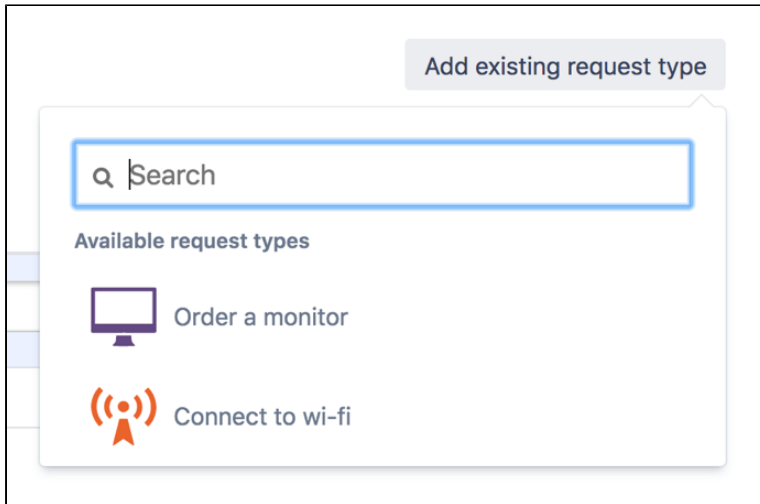 Add existing request type
Search
Available request types
Order a monitor
Connect to wi-fi